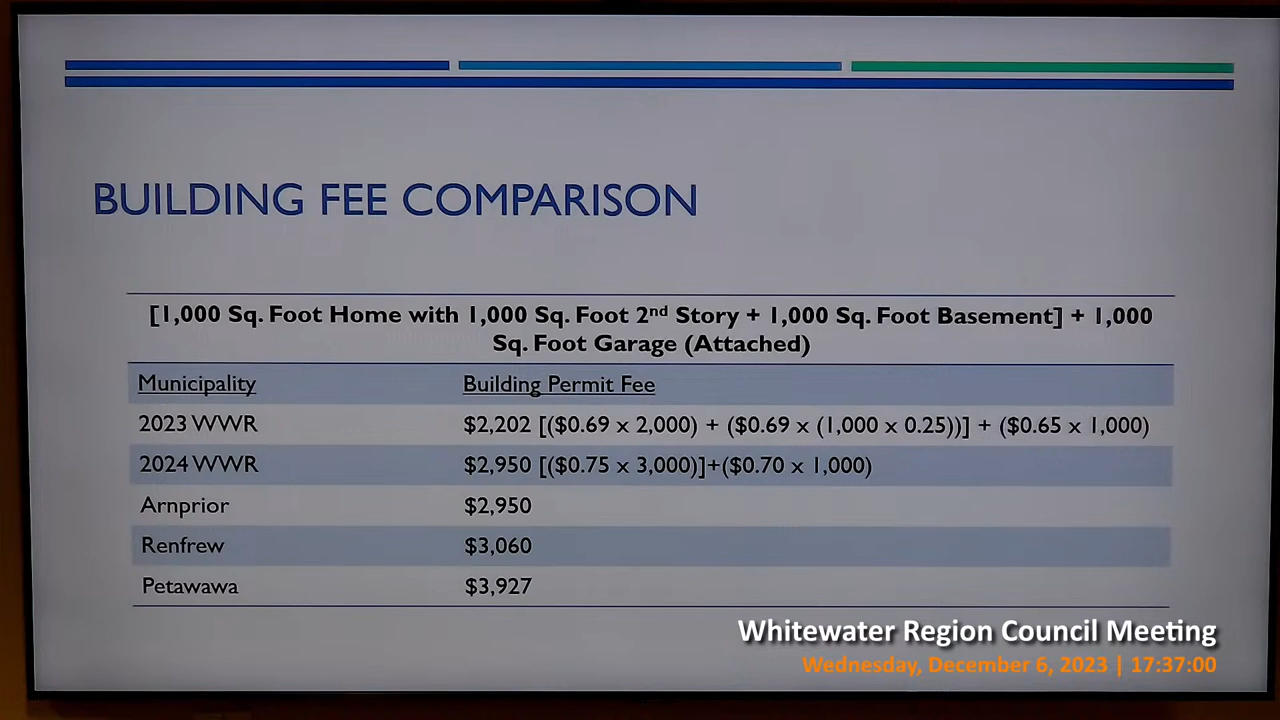 BUILDING FEE COMPARISON
[1,000 Sq. Foot Home with 1,000 Sq. Foot 2nd Story + 1,000 Sq. Foot Basement] + 1,000
Sq. Foot Garage (Attached)
Municipality Building Permit Fee
2023 WWR $2,202 [($0.69 x 2,000) + ($0.69 x (1,000 x 0.25))] + ($0.65 x 1,000)
2024 WWR $2,950 [($0.75 x 3,000)]+($0.70 x 1,000)
Arnprior $2,950
Renfrew $3,060
Petawawa $3,927
Whitewater Region Council Meeting
Wednesday, December 6, 2023 | 17:37:00